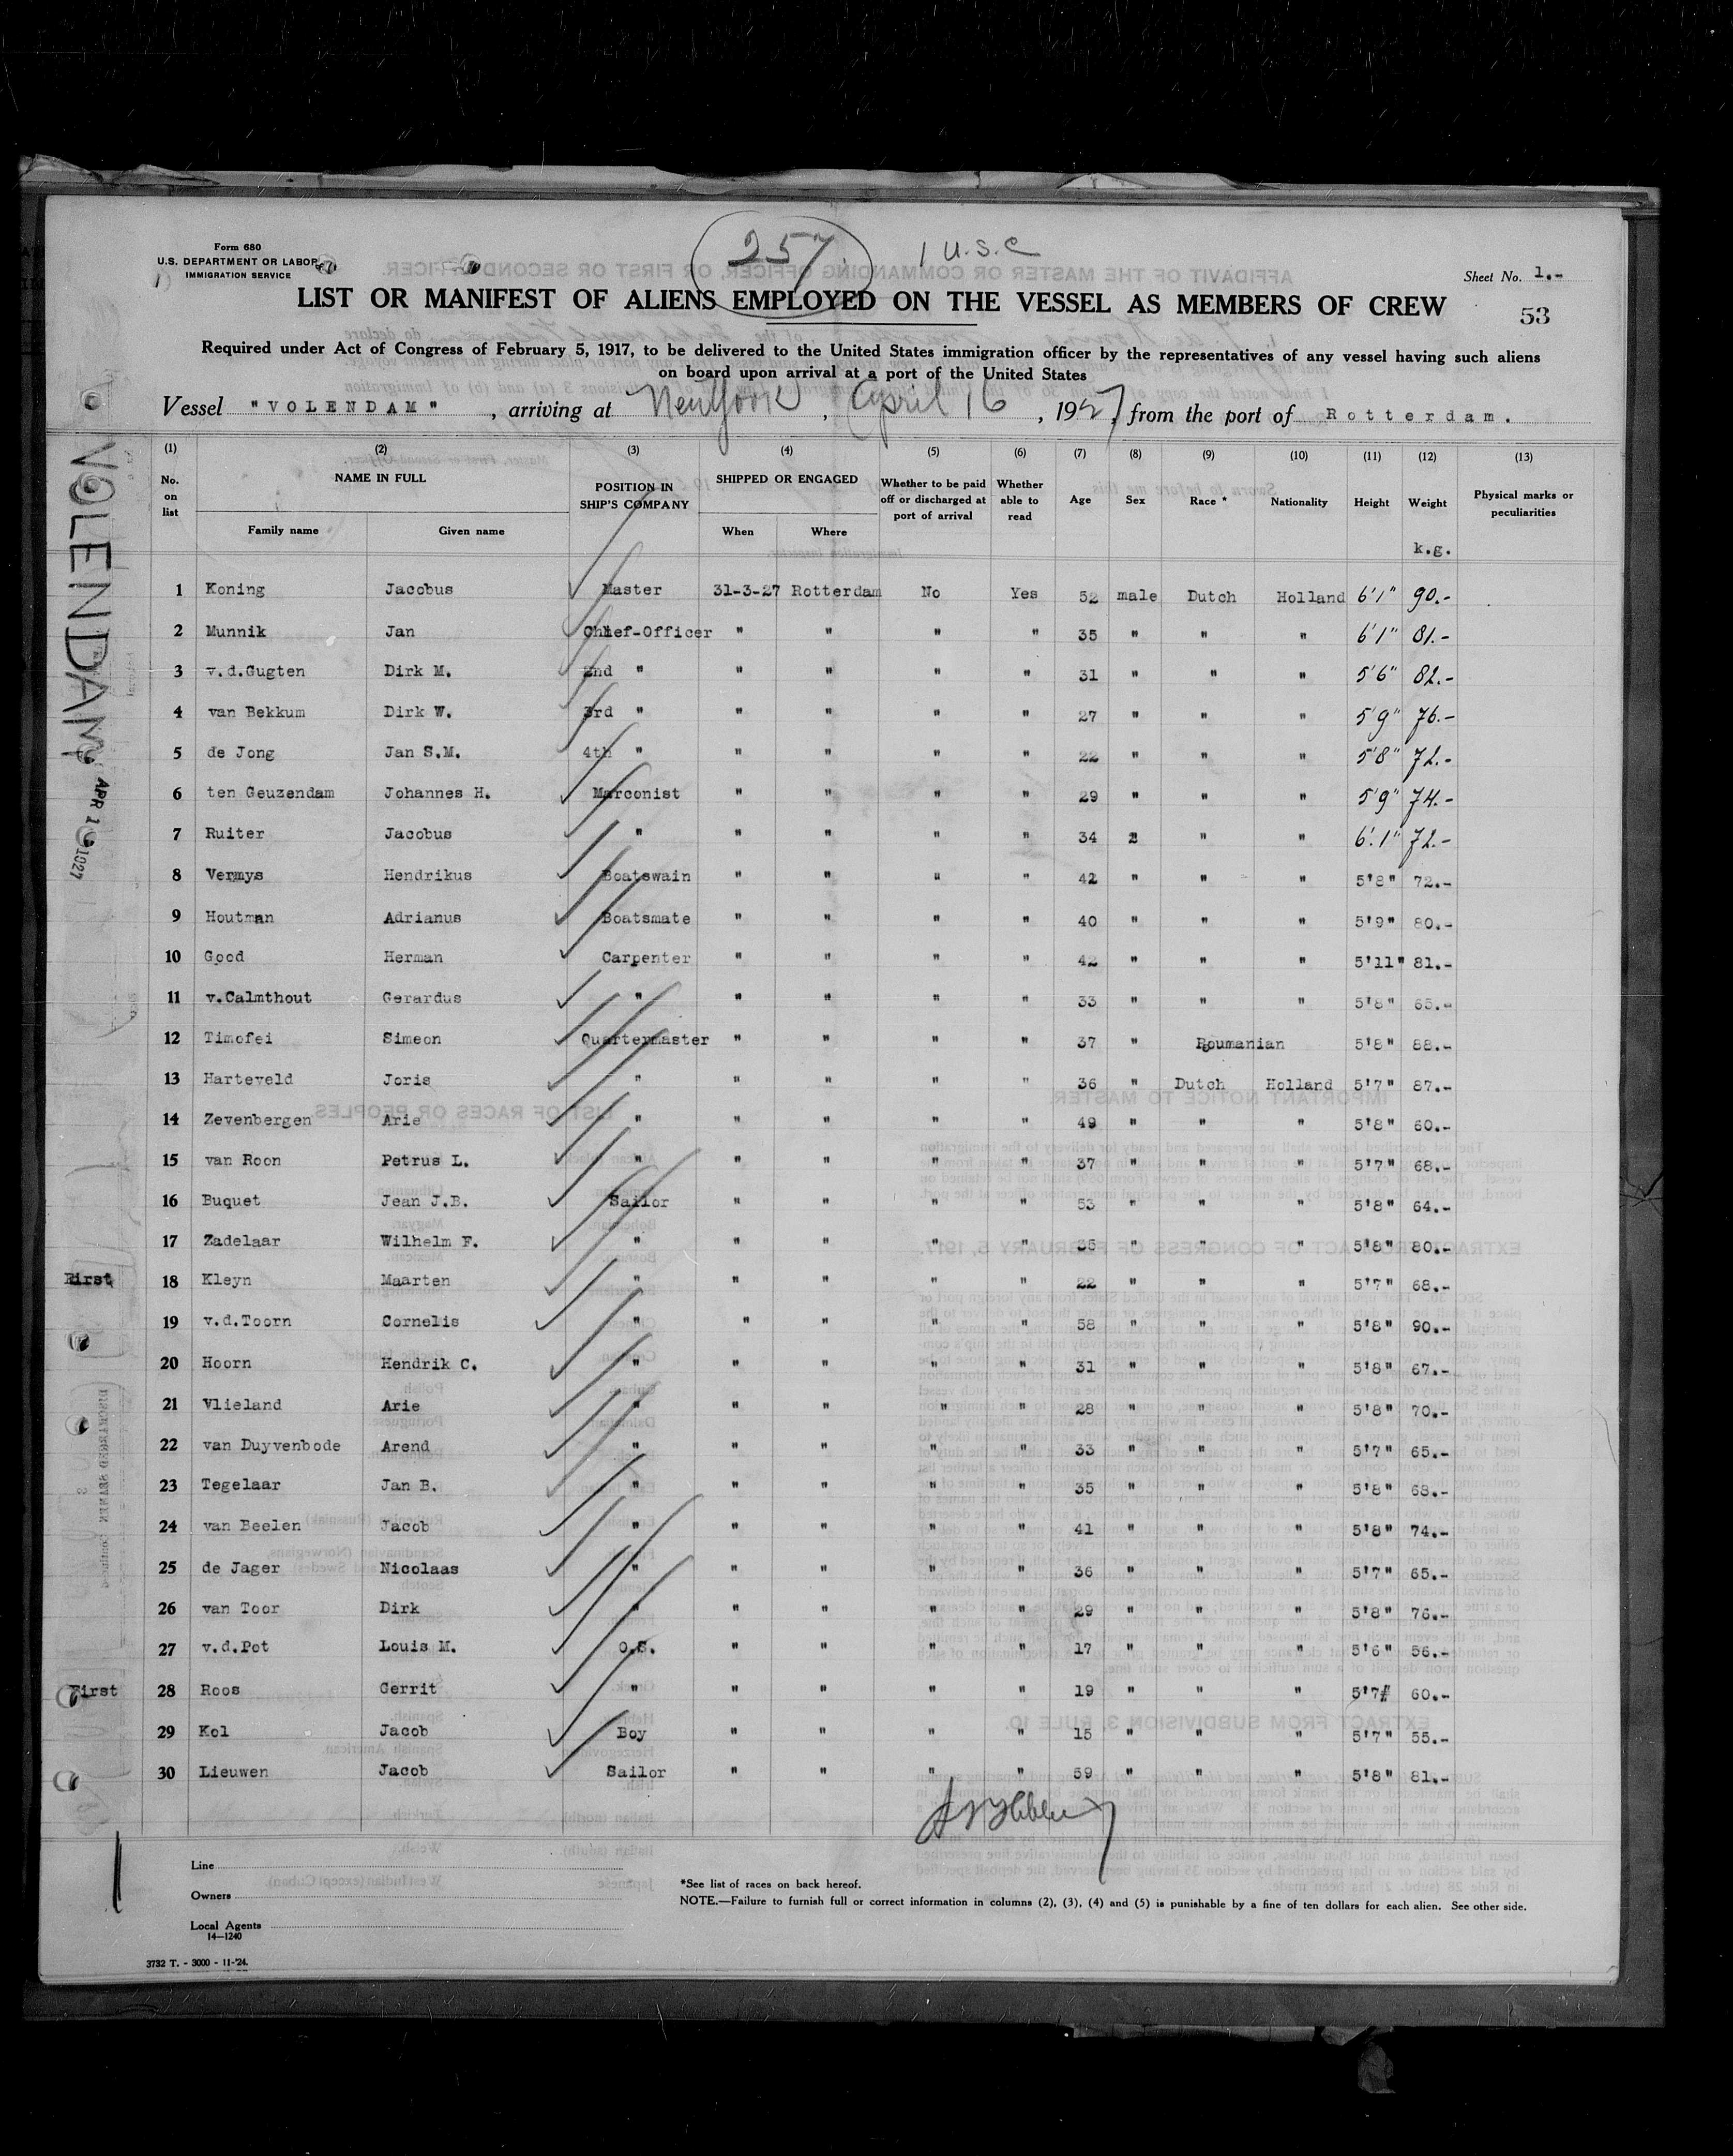 257 1 U.S.C
Form 680
U.S. DEPARTMENT OR LABOR
IMMIGRATION SERVICE
Sheet No. 1.-
LIST OR MANIFEST OF ALIENS EMPLOYED ON THE VESSEL AS MEMBERS OF CREW
53
Required under Act of Congress of February 5, 1917, to be delivered to the United States immigration officer by the representatives of any vessel having such aliens
on board upon arrival at a port of the United States
Vessel "VOLENDAM", arriving at New York, April 16, 1927, from the port of Rotterdam.
(1) (2) (3) (4) (5) (6) (7) (8) (9) (10) (11) (12) (13)
No. on list NAME IN FULL POSITION IN SHIP'S COMPANY SHIPPED OR ENGAGED Whether to be paid off or discharged at port of arrival Whether able to read Age Sex Race * Nationality Height Weight Physical marks or peculiarities
Family name Given name When Where
k.g.
1 Koning Jacobus Master 31-3-27 Rotterdam No Yes 52 male Dutch Holland 6'1" 90.-
2 Munnik Jan Chief-Officer " " " " 35 " " " 6'1" 81.-
3 v.d.Gugten Dirk M. 2nd " " " " " 31 " " " 5'6" 82.-
4 van Bekkum Dirk W. 3rd " " " " " 27 " " " 5'9" 76.-
5 de Jong Jan S.M. 4th " " " " " 22 " " " 5'8" 72.-
6 ten Geuzendam Johannes H. Marconist " " " " 29 " " " 5'9" 74.-
7 Ruiter Jacobus " " " " " 34 2 " " 6'.1" 72.-
8 Vermys Hendrikus Boatswain " " " " 42 " " " 5'8" 72.-
9 Houtman Adrianus Boatsmate " " " " 40 " " " 5'9" 80.-
10 Good Herman Carpenter " " " " 42 " " " 5'11" 81.-
11 v.Calmthout Gerardus " " " " " 33 " " " 5'8" 65.-
12 Timofei Simeon Quartermaster " " " " 37 " Roumanian 5'8" 88.-
13 Harteveld Joris " " " " " 36 " Dutch Holland 5'7" 87.-
14 Zevenbergen Arie " " " " " 49 " " " 5'8" 60.-
15 van Roon Petrus L. " " " " " 37 " " " 5'7" 68.-
16 Buquet Jean J.B. Sailor " " " " 53 " " " 5'8" 64.-
17 Zadelaar Wilhelm F. " " " " " 36 " " " 5'8" 80.-
First 18 Kleyn Maarten " " " " " 22 " " " 5'7" 68.-
19 v.d.Toorn Cornelis " " " " " 58 " " " 5'8" 90.-
20 Hoorn Hendrik C. " " " " " 31 " " " 5'8" 67.-
21 Vlieland Arie " " " " " 28 " " " 5'8" 70.-
22 van Duyvenbode Arend " " " " " 33 " " " 5'7" 65.-
23 Tegelaar Jan B. " " " " " 35 " " " 5'8" 68.-
24 van Beelen Jacob " " " " " 41 " " " 5'8" 74.-
25 de Jager Nicolaas " " " " " 36 " " " 5'7" 65.-
26 van Toor Dirk " " " " " 29 " " " 5'8" 76.-
27 v.d.Pot Louis M. O.S. " " " " 17 " " " 5'6" 56.-
First 28 Roos Gerrit " " " " " 19 " " " 5'7" 60.-
29 Kol Jacob Boy " " " " 15 " " " 5'7" 55.-
30 Lieuwen Jacob Sailor " " " " 59 " " " 5'8" 81.-
Line
Owners
Local Agents
14-1240
*See list of races on back hereof.
NOTE.—Failure to furnish full or correct information in columns (2), (3), (4) and (5) is punishable by a fine of ten dollars for each alien. See other side.
3732 T. - 3000 - 11-'24.
VOLENDAM
APR 16 1927